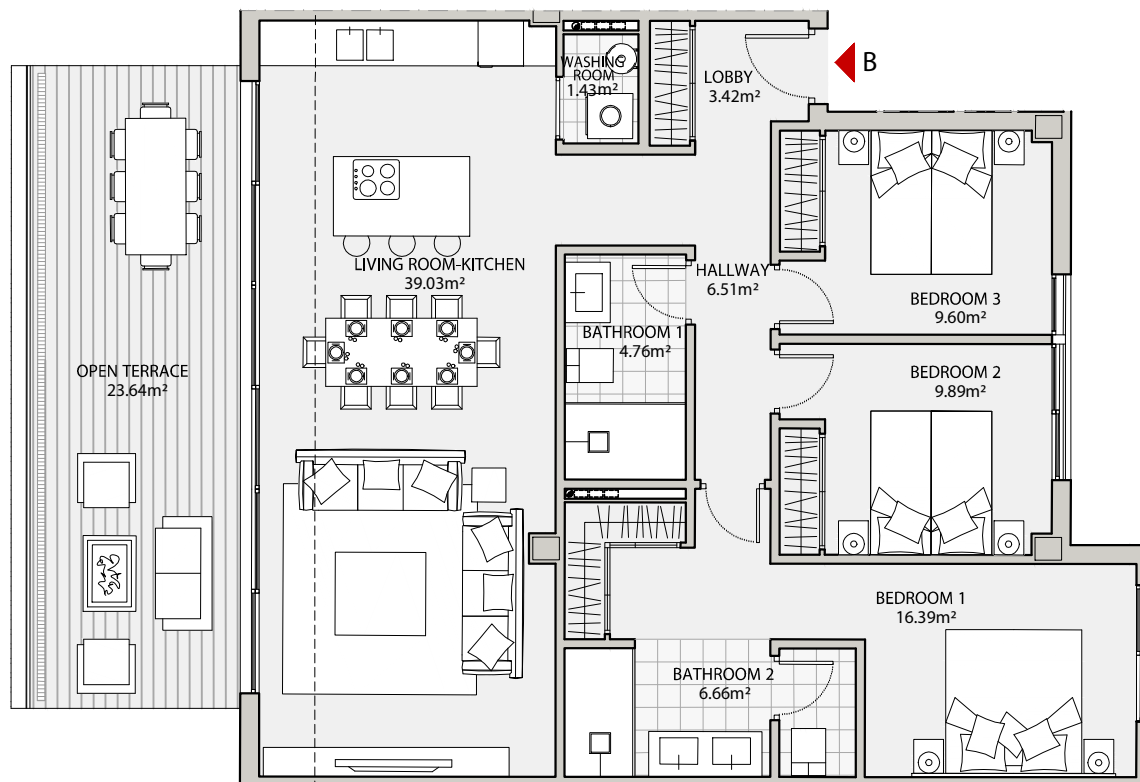 WASHING
ROOM
1.43m²
LOBBY
3.42m²
B
LIVING ROOM-KITCHEN
39.03m²
HALLWAY
6.51m²
BEDROOM 3
9.60m²
BATHROOM 1
4.76m²
OPEN TERRACE
23.64m²
BEDROOM 2
9.89m²
BEDROOM 1
16.39m²
BATHROOM 2
6.66m²